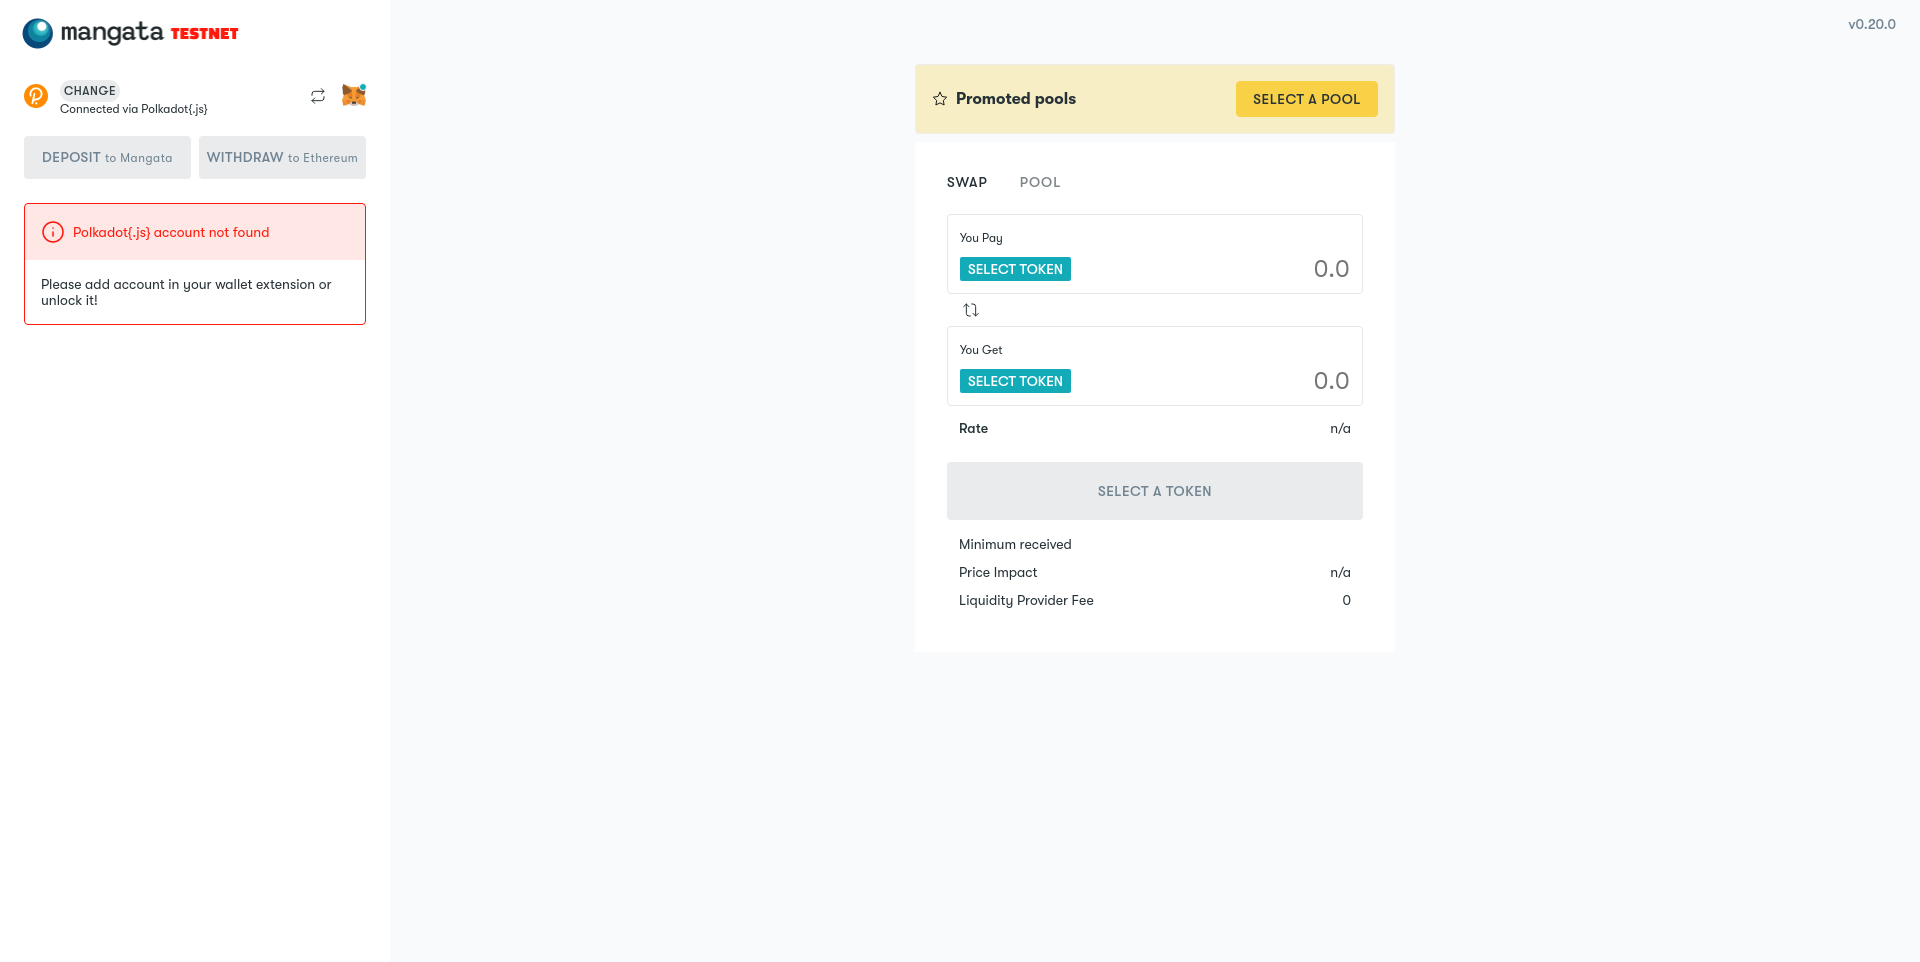 mangata TESTNET
v0.20.0
CHANGE
Connected via Polkadot{.js}
DEPOSIT to Mangata
WITHDRAW to Ethereum
Polkadot{.js} account not found
Please add account in your wallet extension or
unlock it!
Promoted pools
SELECT A POOL
SWAP
POOL
You Pay
SELECT TOKEN
0.0
You Get
SELECT TOKEN
0.0
Rate
n/a
SELECT A TOKEN
Minimum received
Price Impact
n/a
Liquidity Provider Fee
0